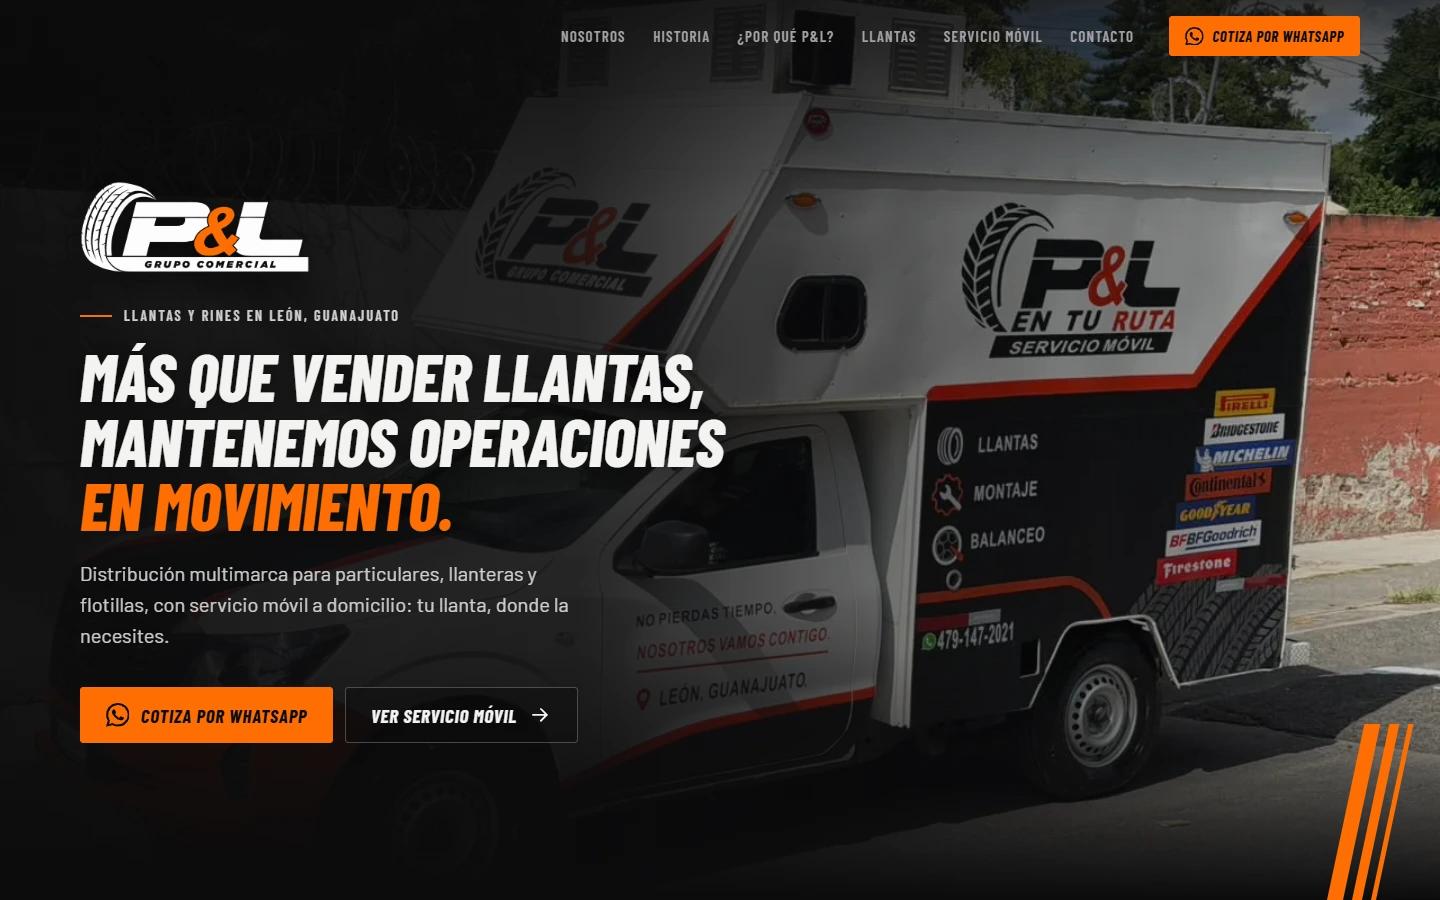 NOSOTROS
HISTORIA
¿POR QUÉ P&L?
LLANTAS
SERVICIO MÓVIL
CONTACTO
COTIZA POR WHATSAPP
P&L
GRUPO COMERCIAL
LLANTAS Y RINES EN LEÓN, GUANAJUATO
MÁS QUE VENDER LLANTAS,
MANTENEMOS OPERACIONES
EN MOVIMIENTO.
Distribución multimarca para particulares, llanteras y
flotillas, con servicio móvil a domicilio: tu llanta, donde la
necesites.
COTIZA POR WHATSAPP
VER SERVICIO MÓVIL
P&L
GRUPO COMERCIAL
P&L
EN TU RUTA
SERVICIO MÓVIL
LLANTAS
MONTAJE
BALANCEO
PIRELLI
BRIDGESTONE
MICHELIN
Continental
GOODYEAR
BFBFGoodrich
Firestone
NO PIERDAS TIEMPO.
NOSOTROS VAMOS CONTIGO.
LEÓN, GUANAJUATO.
479-147-2021